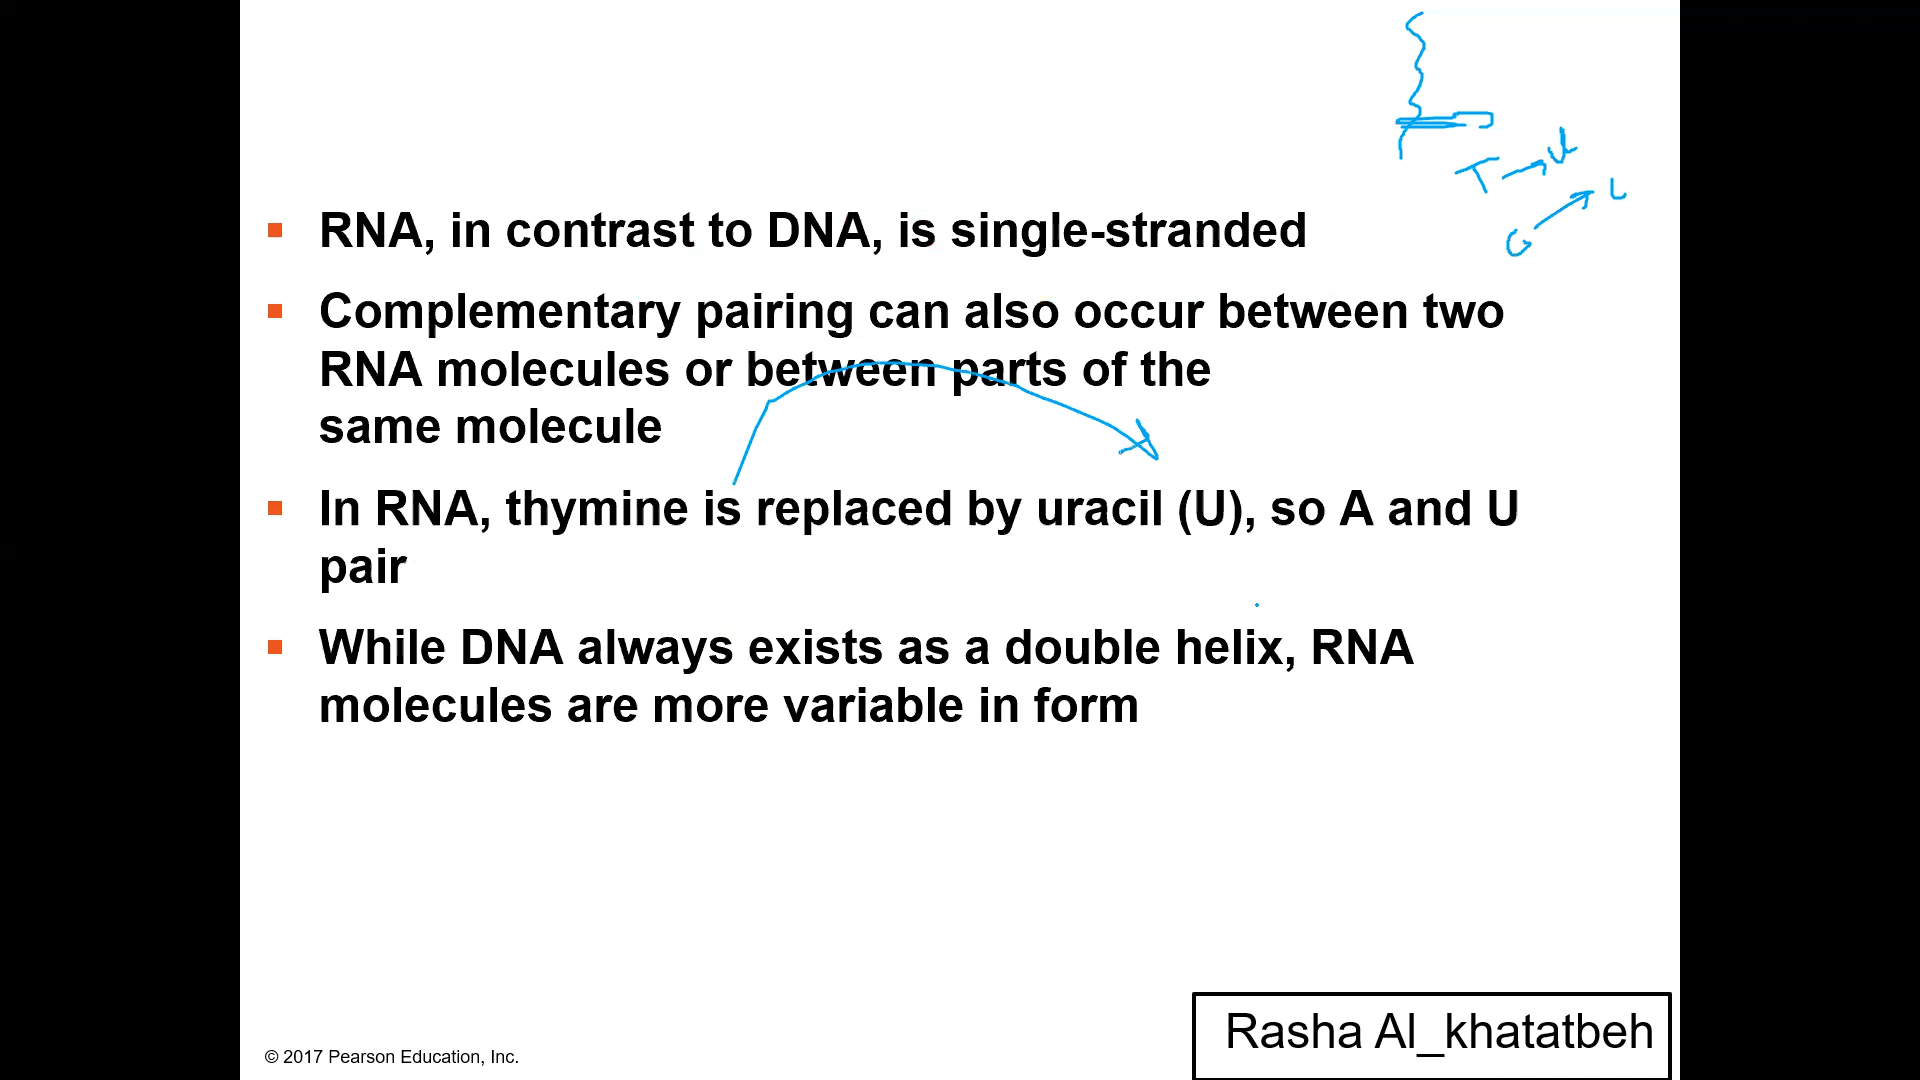 T → U
G → C
RNA, in contrast to DNA, is single-stranded
Complementary pairing can also occur between two
RNA molecules or between parts of the
same molecule
In RNA, thymine is replaced by uracil (U), so A and U
pair
While DNA always exists as a double helix, RNA
molecules are more variable in form
Rasha Al_khatatbeh
© 2017 Pearson Education, Inc.